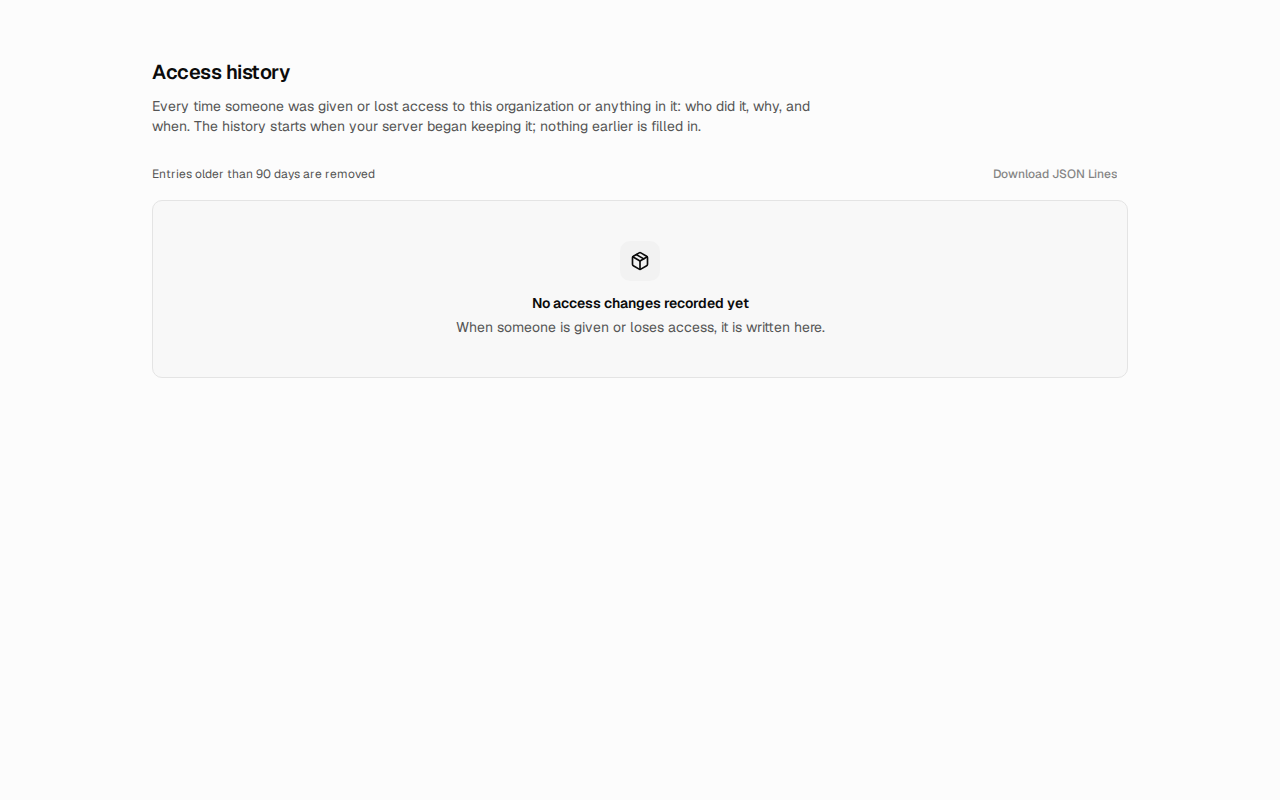 Access history
Every time someone was given or lost access to this organization or anything in it: who did it, why, and
when. The history starts when your server began keeping it; nothing earlier is filled in.
Entries older than 90 days are removed
Download JSON Lines
No access changes recorded yet
When someone is given or loses access, it is written here.